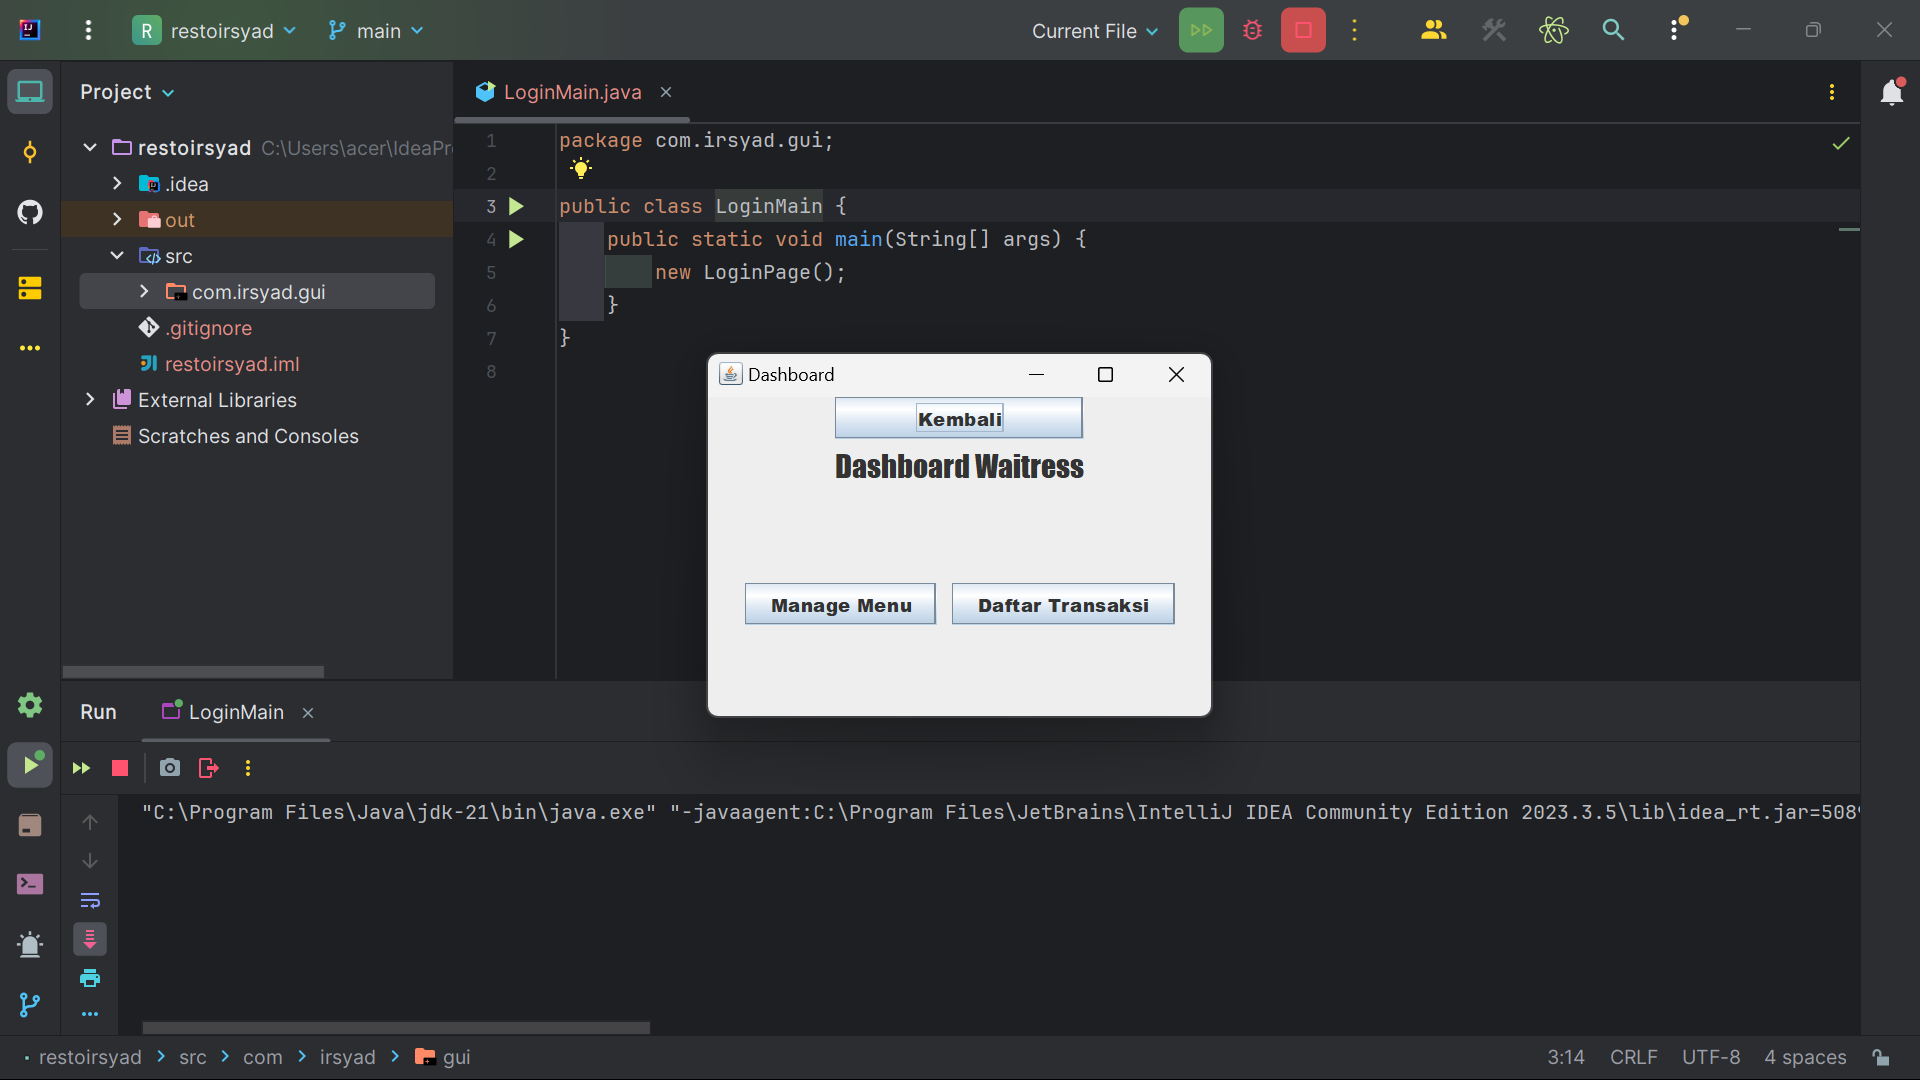 R restoirsyad main Current File
Project
LoginMain.java
restoirsyad C:\Users\acer\IdeaPr
.idea
out
src
com.irsyad.gui
.gitignore
restoirsyad.iml
External Libraries
Scratches and Consoles
1 package com.irsyad.gui;
2
3 public class LoginMain {
4 public static void main(String[] args) {
5 new LoginPage();
6 }
7 }
8
Dashboard
Kembali
Dashboard Waitress
Manage Menu Daftar Transaksi
Run LoginMain
"C:\Program Files\Java\jdk-21\bin\java.exe" "-javaagent:C:\Program Files\JetBrains\IntelliJ IDEA Community Edition 2023.3.5\lib\idea_rt.jar=508
restoirsyad > src > com > irsyad > gui 3:14 CRLF UTF-8 4 spaces